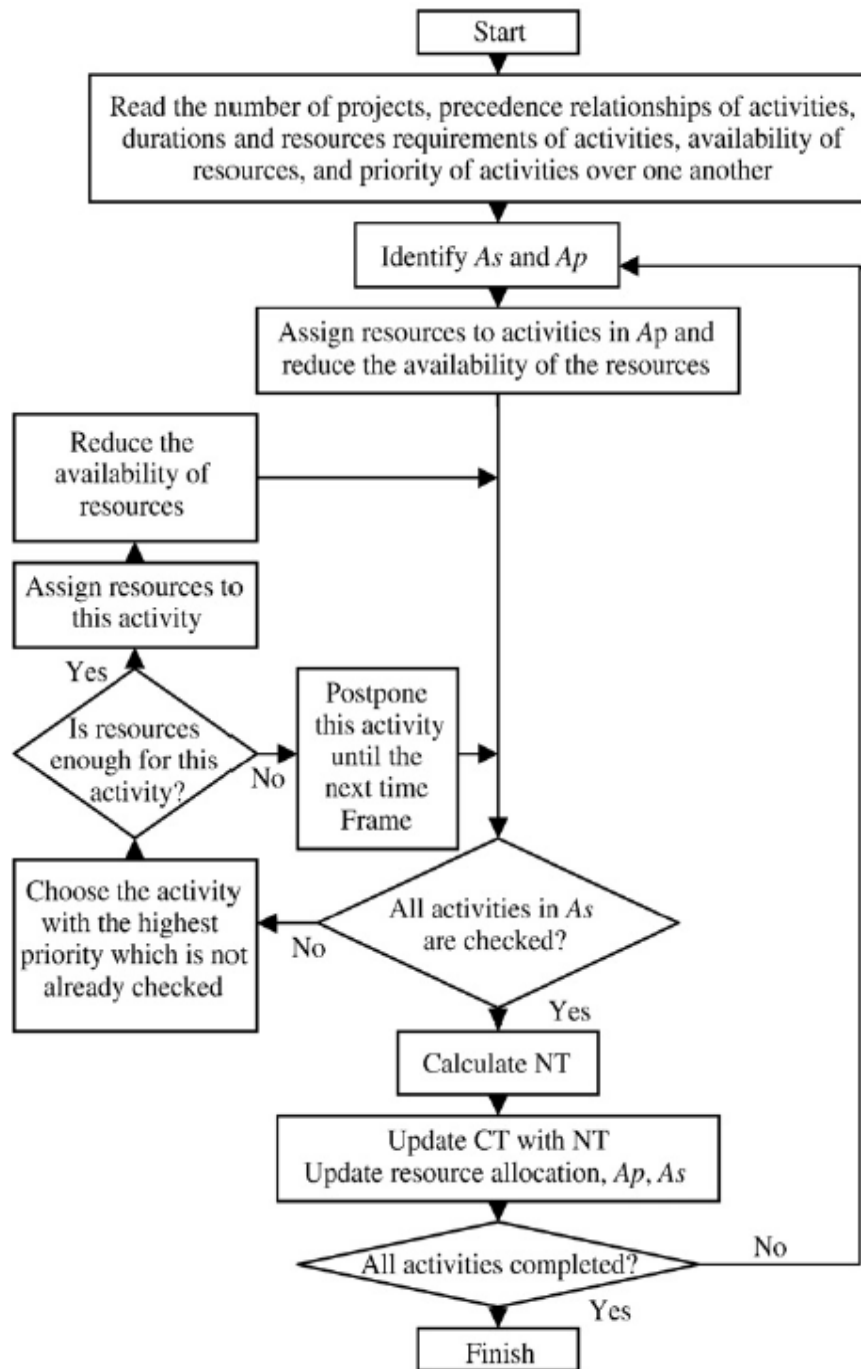 Start
Read the number of projects, precedence relationships of activities,
durations and resources requirements of activities, availability of
resources, and priority of activities over one another
Identify As and Ap
Assign resources to activities in Ap and
reduce the availability of the resources
Reduce the
availability of
resources
Assign resources to
this activity
Yes
Is resources
enough for this
activity?
No
Postpone
this activity
until the
next time
Frame
Choose the activity
with the highest
priority which is not
already checked
No
All activities in As
are checked?
Yes
Calculate NT
Update CT with NT
Update resource allocation, Ap, As
All activities completed?
No
Yes
Finish